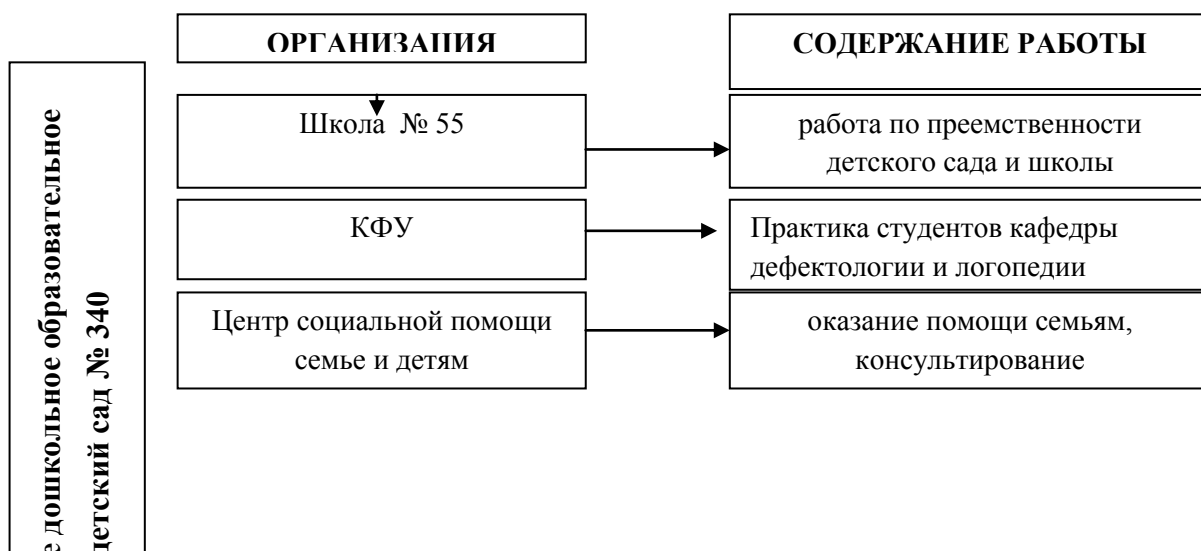 ОРГАНИЗАЦИЯ
СОДЕРЖАНИЕ РАБОТЫ
дошкольное образовательное
детский сад № 340
Школа № 55
работа по преемственности
детского сада и школы
КФУ
Практика студентов кафедры
дефектологии и логопедии
Центр социальной помощи
семье и детям
оказание помощи семьям,
консультирование